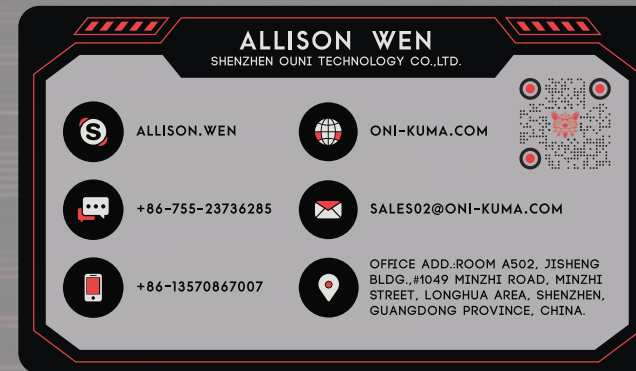 ALLISON WEN
SHENZHEN OUNI TECHNOLOGY CO.,LTD.
ALLISON.WEN
ONI-KUMA.COM
+86-755-23736285
SALES02@ONI-KUMA.COM
+86-13570867007
OFFICE ADD.:ROOM A502, JISHENG
BLDG.,#1049 MINZHI ROAD, MINZHI
STREET, LONGHUA AREA, SHENZHEN,
GUANGDONG PROVINCE, CHINA.